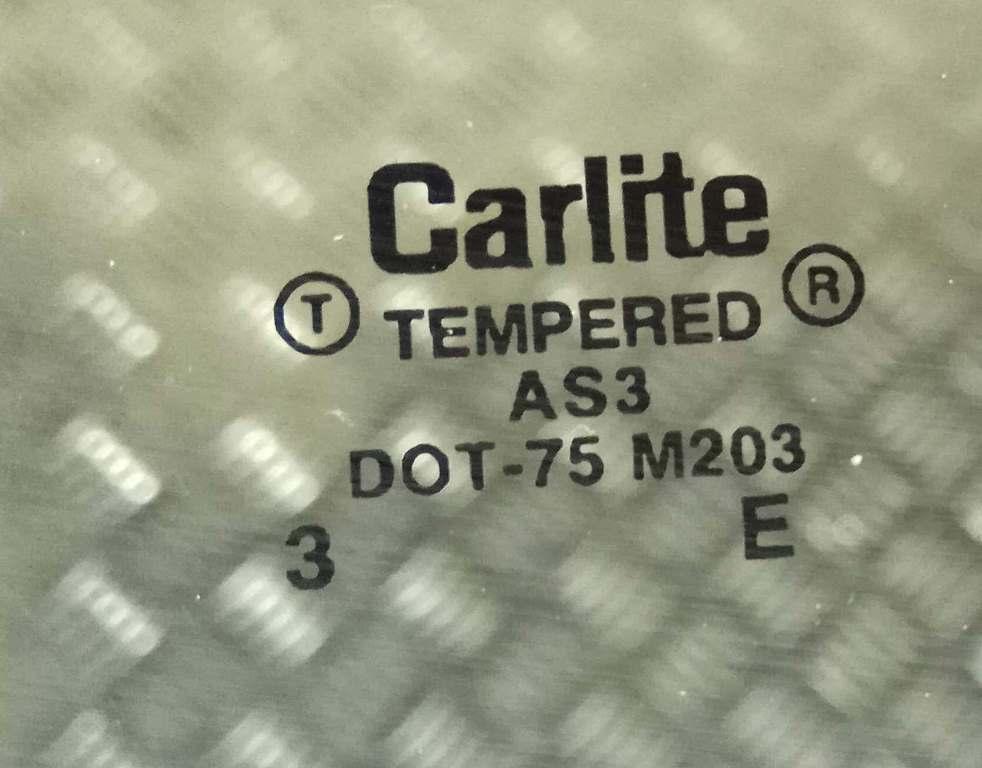 Carlite
Ⓣ TEMPERED Ⓡ
AS3
DOT-75 M203
3 E